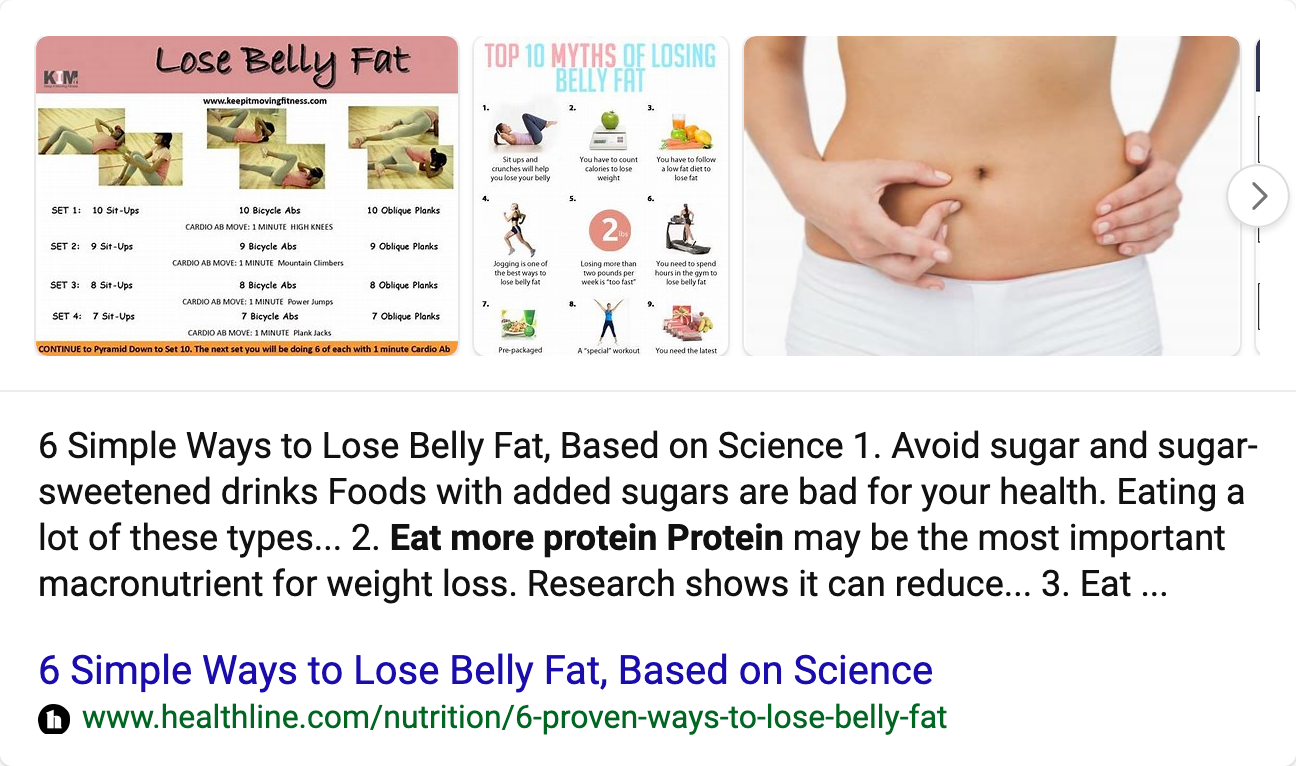 Lose Belly Fat
KIM
www.keepitmovingfitness.com
SET 1: 10 Sit-Ups 10 Bicycle Abs 10 Oblique Planks
CARDIO AB MOVE: 1 MINUTE HIGH KNEES
SET 2: 9 Sit-Ups 9 Bicycle Abs 9 Oblique Planks
CARDIO AB MOVE: 1 MINUTE Mountain Climbers
SET 3: 8 Sit-Ups 8 Bicycle Abs 8 Oblique Planks
CARDIO AB MOVE: 1 MINUTE Power Jumps
SET 4: 7 Sit-Ups 7 Bicycle Abs 7 Oblique Planks
CARDIO AB MOVE: 1 MINUTE Plank Jacks
CONTINUE to Pyramid Down to Set 10. The next set you will be doing 6 of each with 1 minute Cardio Ab
TOP 10 MYTHS OF LOSING
BELLY FAT
1. 2. 3.
Sit ups and You have to count You have to follow
crunches will help calories to lose a low fat diet to
you lose your belly weight lose fat
4. 5. 6.
2 lbs
Jogging is one of Losing more than You need to spend
the best ways to two pounds per hours in the gym to
lose belly fat week is "too fast" lose belly fat
7. 8. 9.
Pre-packaged A "special" workout You need the latest
6 Simple Ways to Lose Belly Fat, Based on Science 1. Avoid sugar and sugar-
sweetened drinks Foods with added sugars are bad for your health. Eating a
lot of these types... 2. Eat more protein Protein may be the most important
macronutrient for weight loss. Research shows it can reduce... 3. Eat ...
6 Simple Ways to Lose Belly Fat, Based on Science
h www.healthline.com/nutrition/6-proven-ways-to-lose-belly-fat